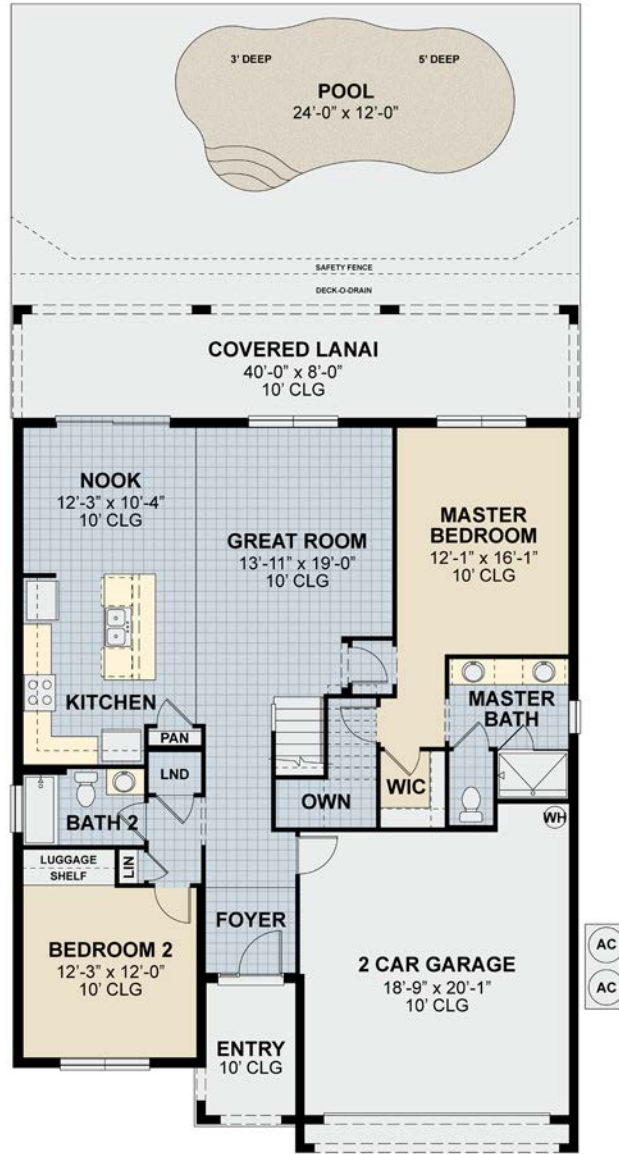 3' DEEP
5' DEEP
POOL
24'-0" x 12'-0"
SAFETY FENCE
DECK-O-DRAIN
COVERED LANAI
40'-0" x 8'-0"
10' CLG
NOOK
12'-3" x 10'-4"
10' CLG
GREAT ROOM
13'-11" x 19'-0"
10' CLG
MASTER
BEDROOM
12'-1" x 16'-1"
10' CLG
KITCHEN
PAN
MASTER
BATH
LND
OWN
WIC
BATH 2
WH
LUGGAGE
SHELF
LIN
BEDROOM 2
12'-3" x 12'-0"
10' CLG
FOYER
2 CAR GARAGE
18'-9" x 20'-1"
10' CLG
AC
AC
ENTRY
10' CLG